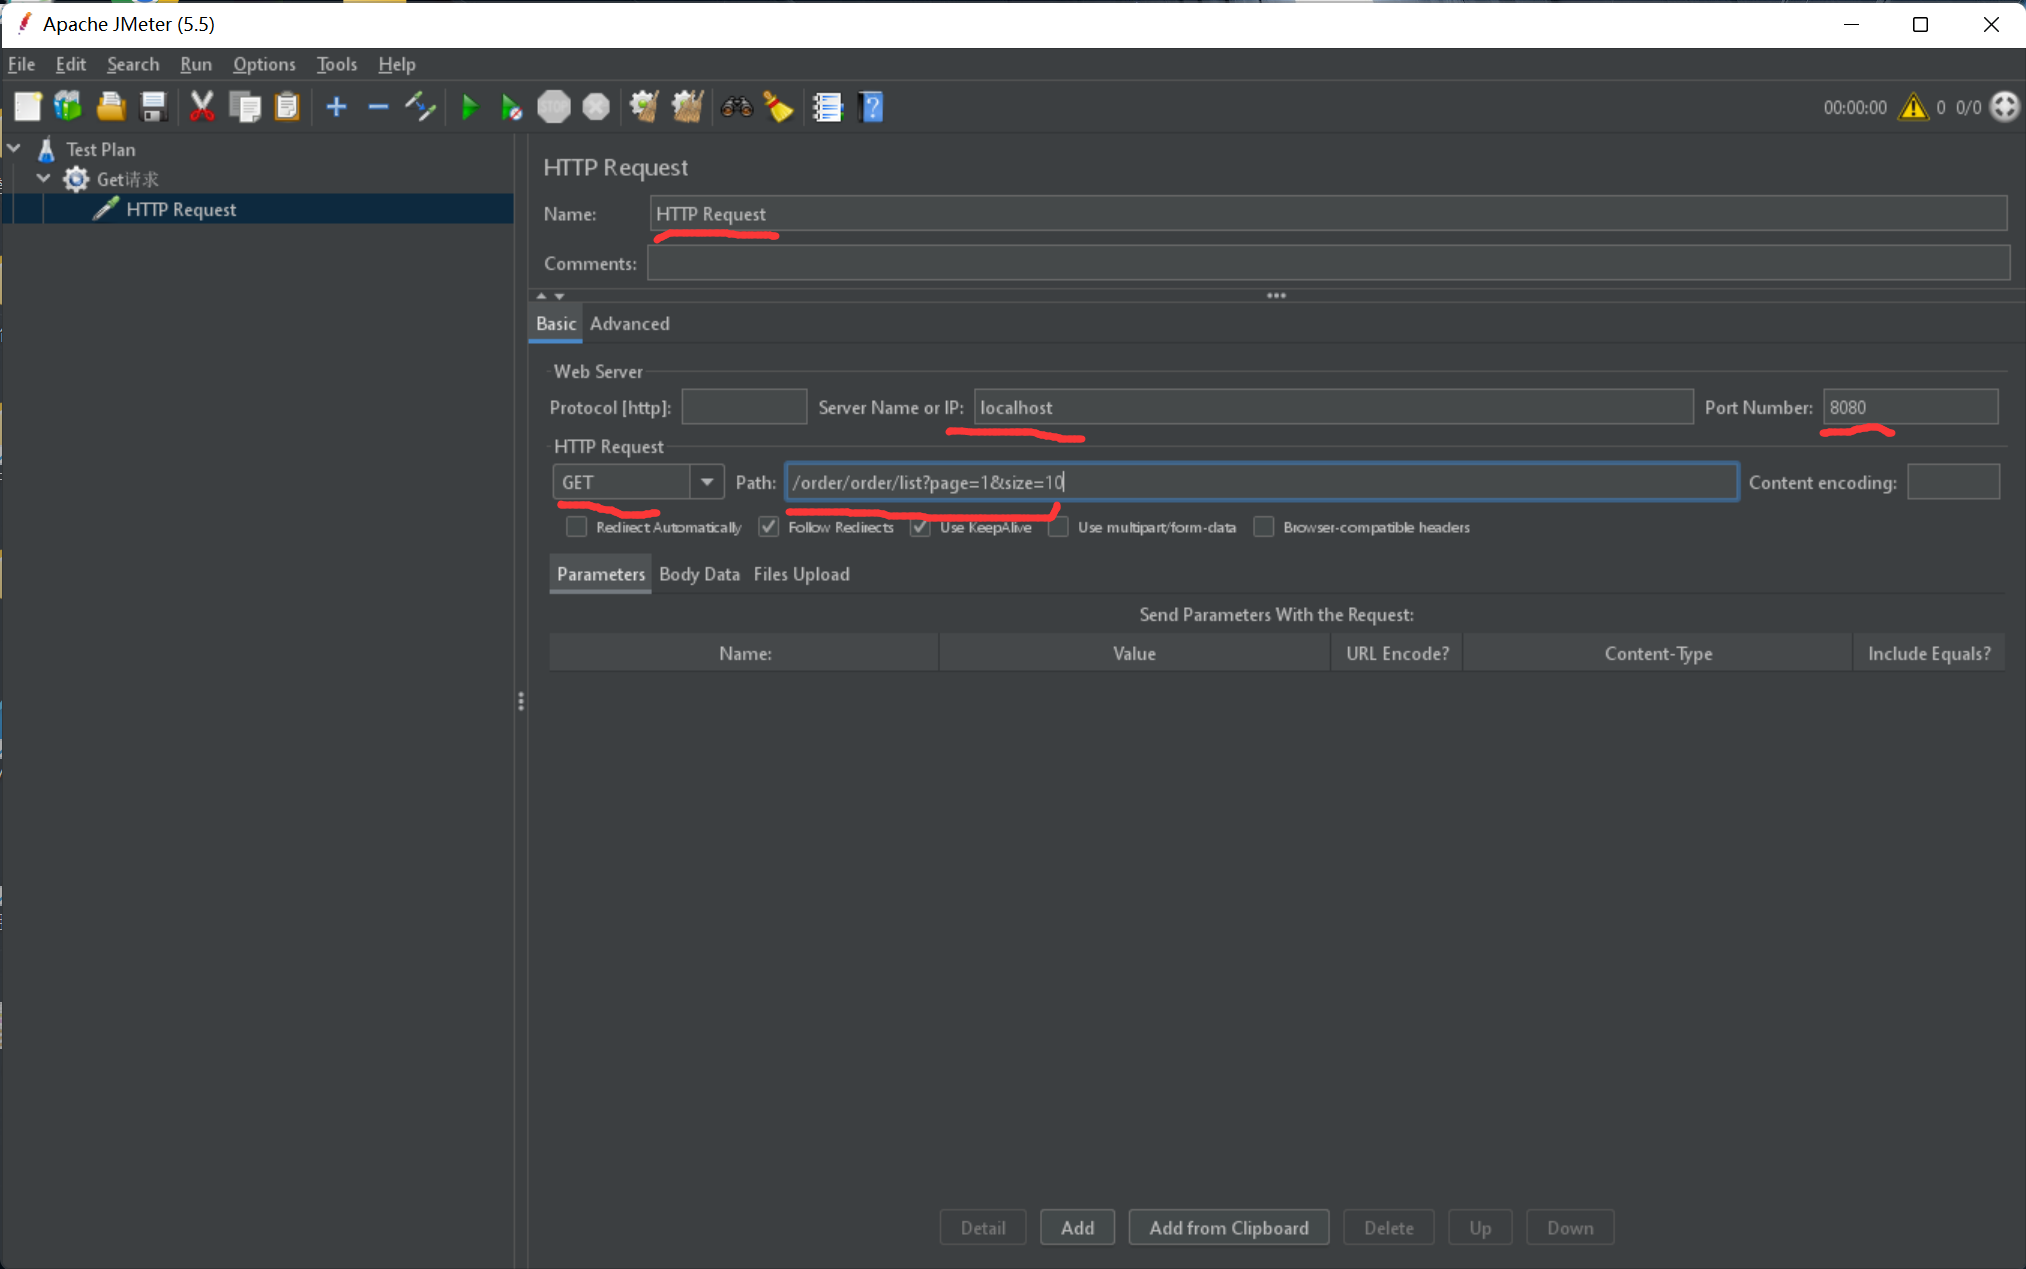 Apache JMeter (5.5)
File Edit Search Run Options Tools Help
STOP
00:00:00 0 0/0
Test Plan
Get请求
HTTP Request
HTTP Request
Name: HTTP Request
Comments:
Basic Advanced
Web Server
Protocol [http]: Server Name or IP: localhost Port Number: 8080
HTTP Request
GET Path: /order/order/list?page=1&size=10 Content encoding:
Redirect Automatically Follow Redirects Use KeepAlive Use multipart/form-data Browser-compatible headers
Parameters Body Data Files Upload
Send Parameters With the Request:
Name: Value URL Encode? Content-Type Include Equals?
Detail Add Add from Clipboard Delete Up Down